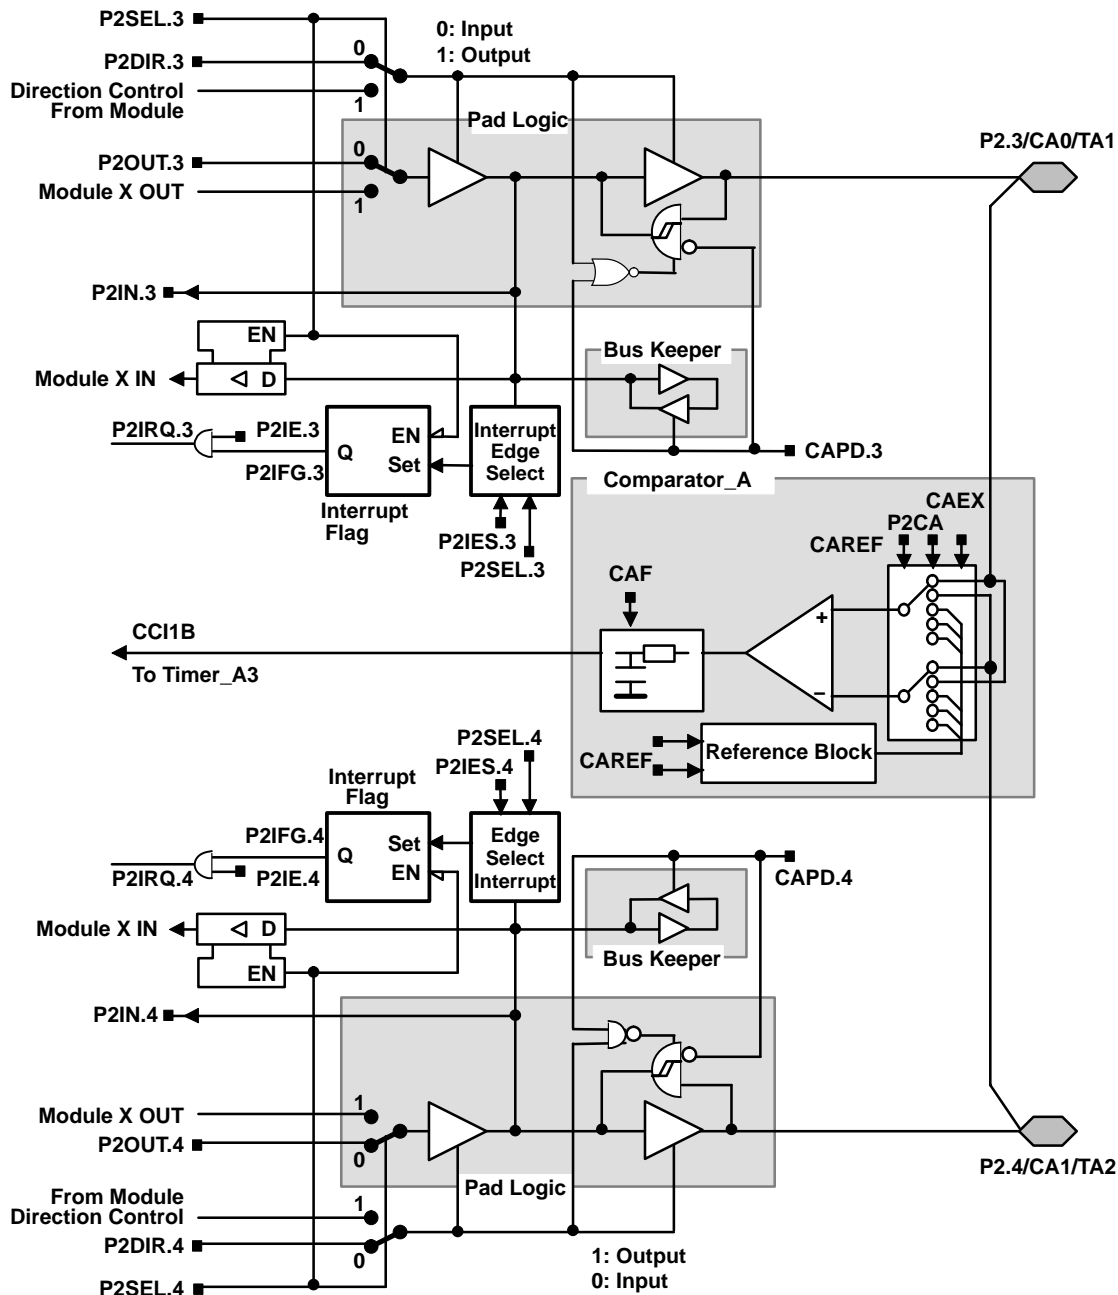 P2SEL.3
0
0: Input
1: Output
P2DIR.3
Direction Control
From Module
1
Pad Logic
P2.3/CA0/TA1
0
P2OUT.3
Module X OUT
1
P2IN.3
EN
Bus Keeper
Module X IN
D
P2IRQ.3
P2IE.3
P2IFG.3
Q
EN
Set
Interrupt
Edge
Select
CAPD.3
Interrupt
Flag
P2IES.3
P2SEL.3
Comparator_A
CAEX
P2CA
CAREF
CAF
+
CCI1B
To Timer_A3
−
Reference Block
CAREF
P2SEL.4
P2IES.4
Interrupt
Flag
P2IFG.4
P2IRQ.4
P2IE.4
Q
Set
EN
Edge
Select
Interrupt
CAPD.4
Module X IN
D
EN
Bus Keeper
P2IN.4
1
Module X OUT
P2OUT.4
0
P2.4/CA1/TA2
Pad Logic
From Module
Direction Control
1
P2DIR.4
0
1: Output
0: Input
P2SEL.4